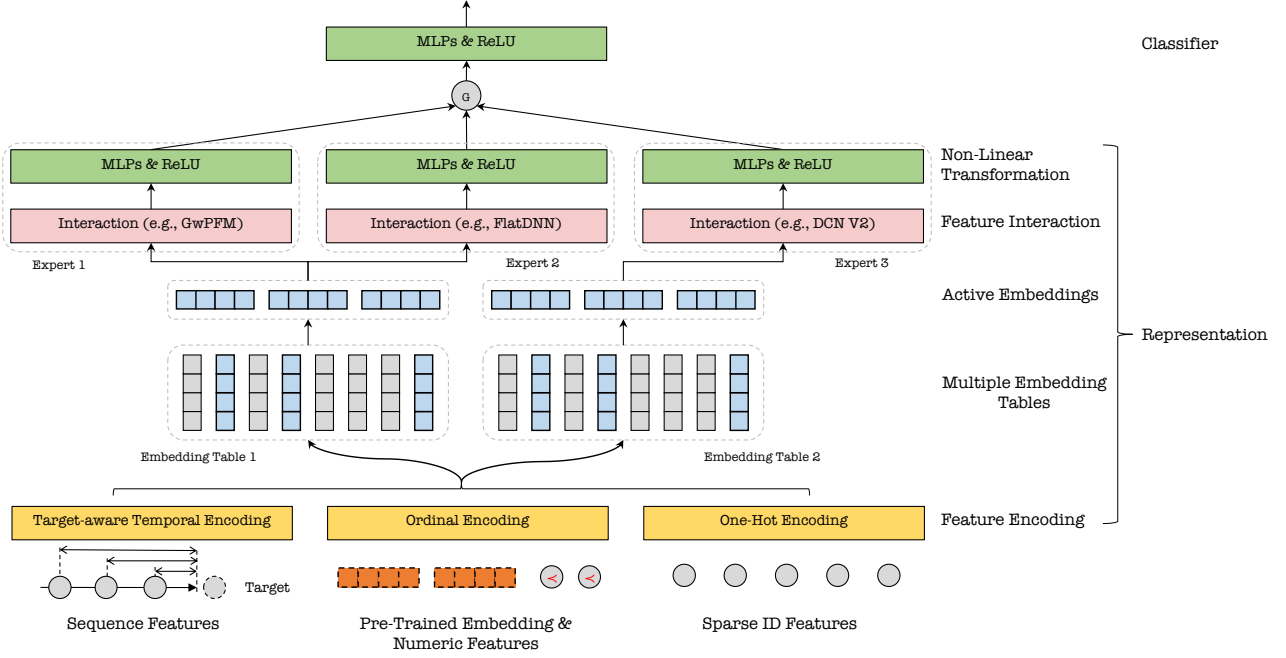 MLPs & ReLU
Classifier
G
MLPs & ReLU
MLPs & ReLU
MLPs & ReLU
Non-Linear
Transformation
Interaction (e.g., GwPFM)
Interaction (e.g., FlatDNN)
Interaction (e.g., DCN V2)
Feature Interaction
Expert 1
Expert 2
Expert 3
Active Embeddings
Representation
Multiple Embedding
Tables
Embedding Table 1
Embedding Table 2
Target-aware Temporal Encoding
Ordinal Encoding
One-Hot Encoding
Feature Encoding
Target
≺
≺
Sequence Features
Pre-Trained Embedding &
Numeric Features
Sparse ID Features